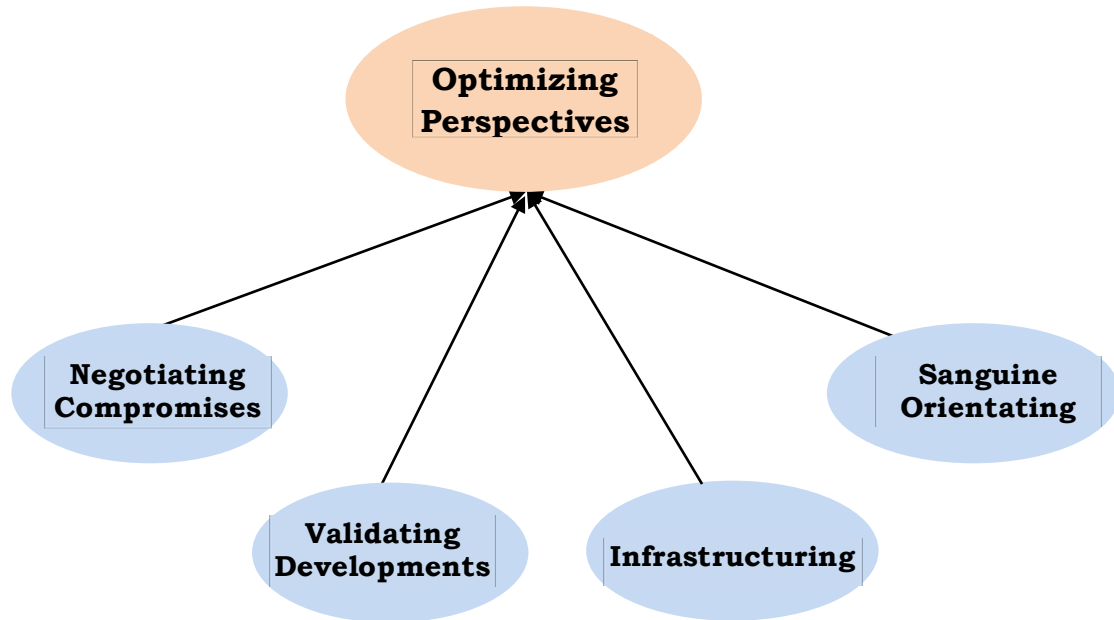 Optimizing
Perspectives
Negotiating
Compromises
Sanguine
Orientating
Validating
Developments
Infrastructuring